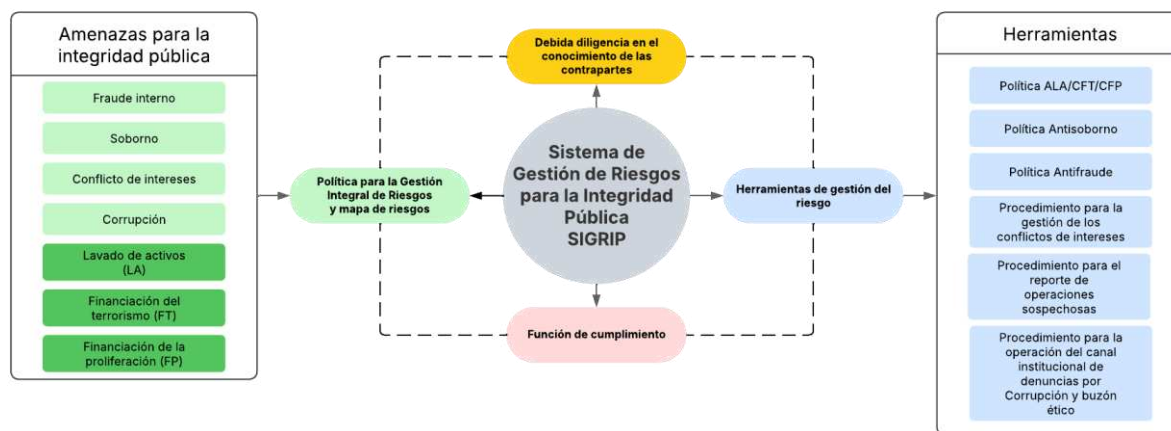 Amenazas para la
integridad pública
Fraude interno
Soborno
Conflicto de intereses
Corrupción
Lavado de activos
(LA)
Financiación del
terrorismo (FT)
Financiación de la
proliferación (FP)
Política para la Gestión
Integral de Riesgos
y mapa de riesgos
Debida diligencia en el
conocimiento de las
contrapartes
Sistema de
Gestión de Riesgos
para la Integridad
Pública
SIGRIP
Función de cumplimiento
Herramientas de gestión del
riesgo
Herramientas
Política ALA/CFT/CFP
Política Antisoborno
Política Antifraude
Procedimiento para la
gestión de los
conflictos de intereses
Procedimiento para el
reporte de
operaciones
sospechosas
Procedimiento para la
operación del canal
institucional de
denuncias por
Corrupción y buzón
ético